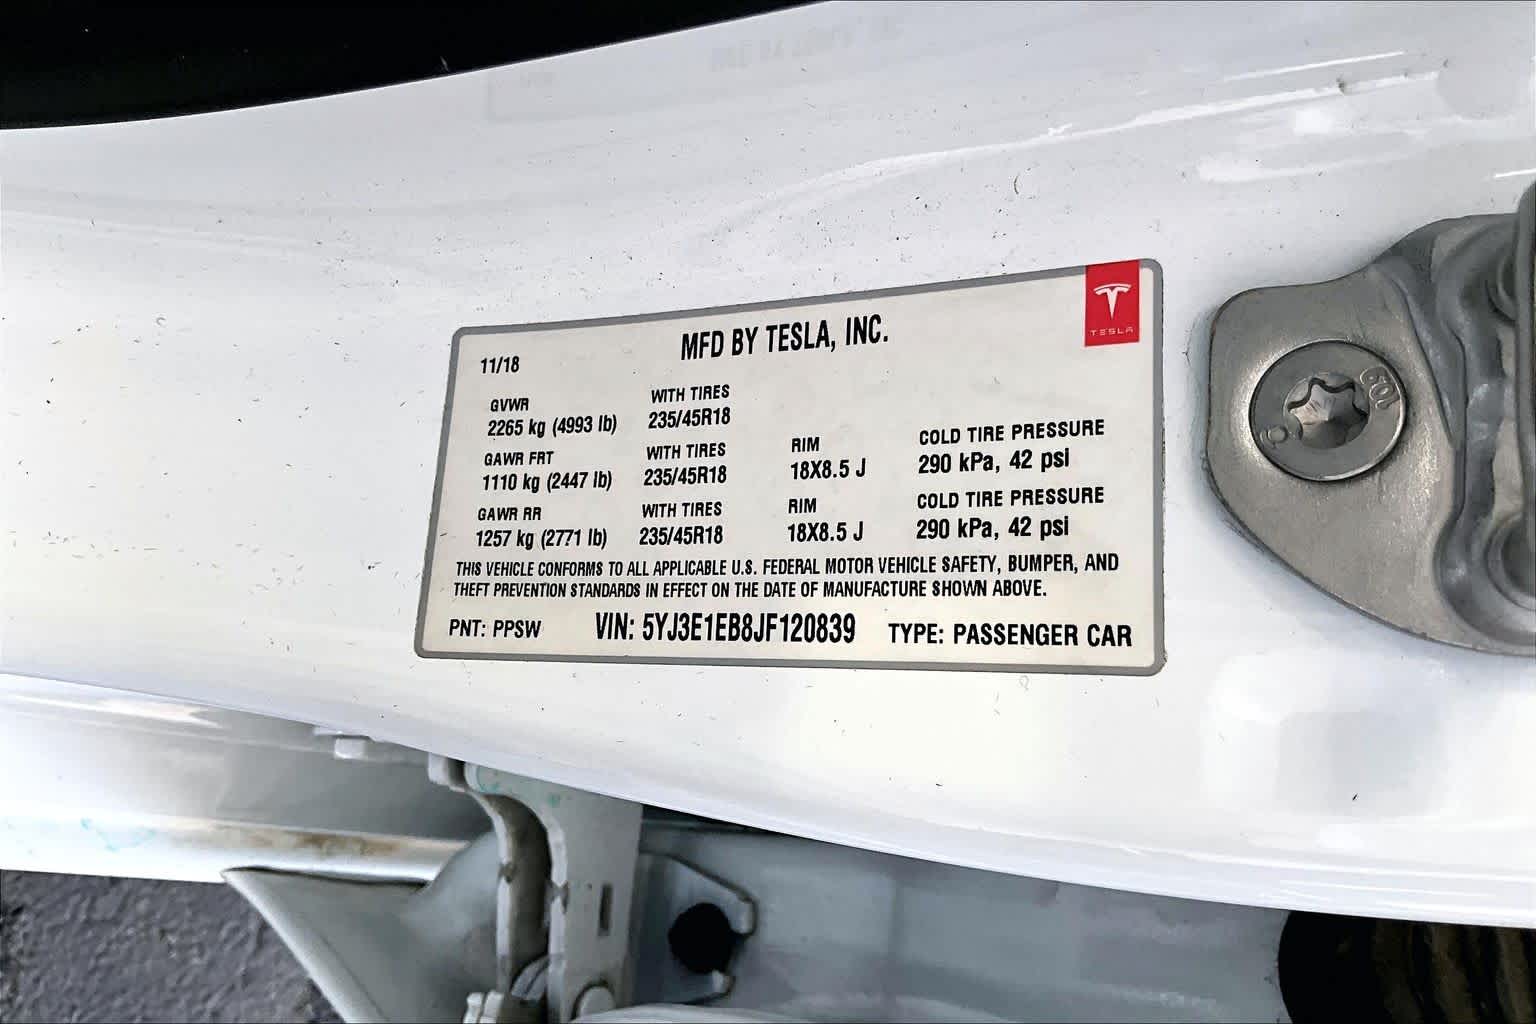 TESLA
MFD BY TESLA, INC.
11/18
GVWR
2265 kg (4993 lb)
WITH TIRES
235/45R18
GAWR FRT
1110 kg (2447 lb)
WITH TIRES
235/45R18
RIM
18X8.5 J
COLD TIRE PRESSURE
290 kPa, 42 psi
GAWR RR
1257 kg (2771 lb)
WITH TIRES
235/45R18
RIM
18X8.5 J
COLD TIRE PRESSURE
290 kPa, 42 psi
THIS VEHICLE CONFORMS TO ALL APPLICABLE U.S. FEDERAL MOTOR VEHICLE SAFETY, BUMPER, AND
THEFT PREVENTION STANDARDS IN EFFECT ON THE DATE OF MANUFACTURE SHOWN ABOVE.
PNT: PPSW VIN: 5YJ3E1EB8JF120839 TYPE: PASSENGER CAR